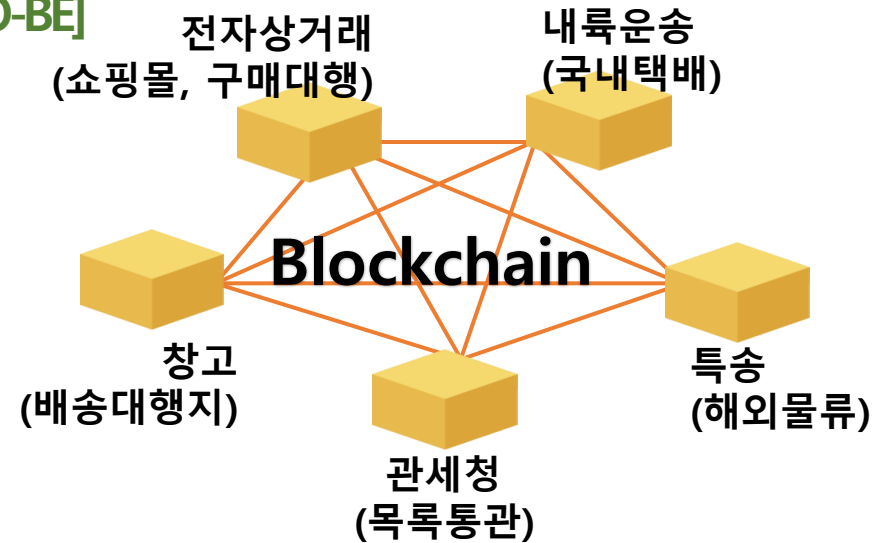 -BE]
전자상거래
(쇼핑몰, 구매대행)
내륙운송
(국내택배)
Blockchain
창고
(배송대행지)
특송
(해외물류)
관세청
(목록통관)